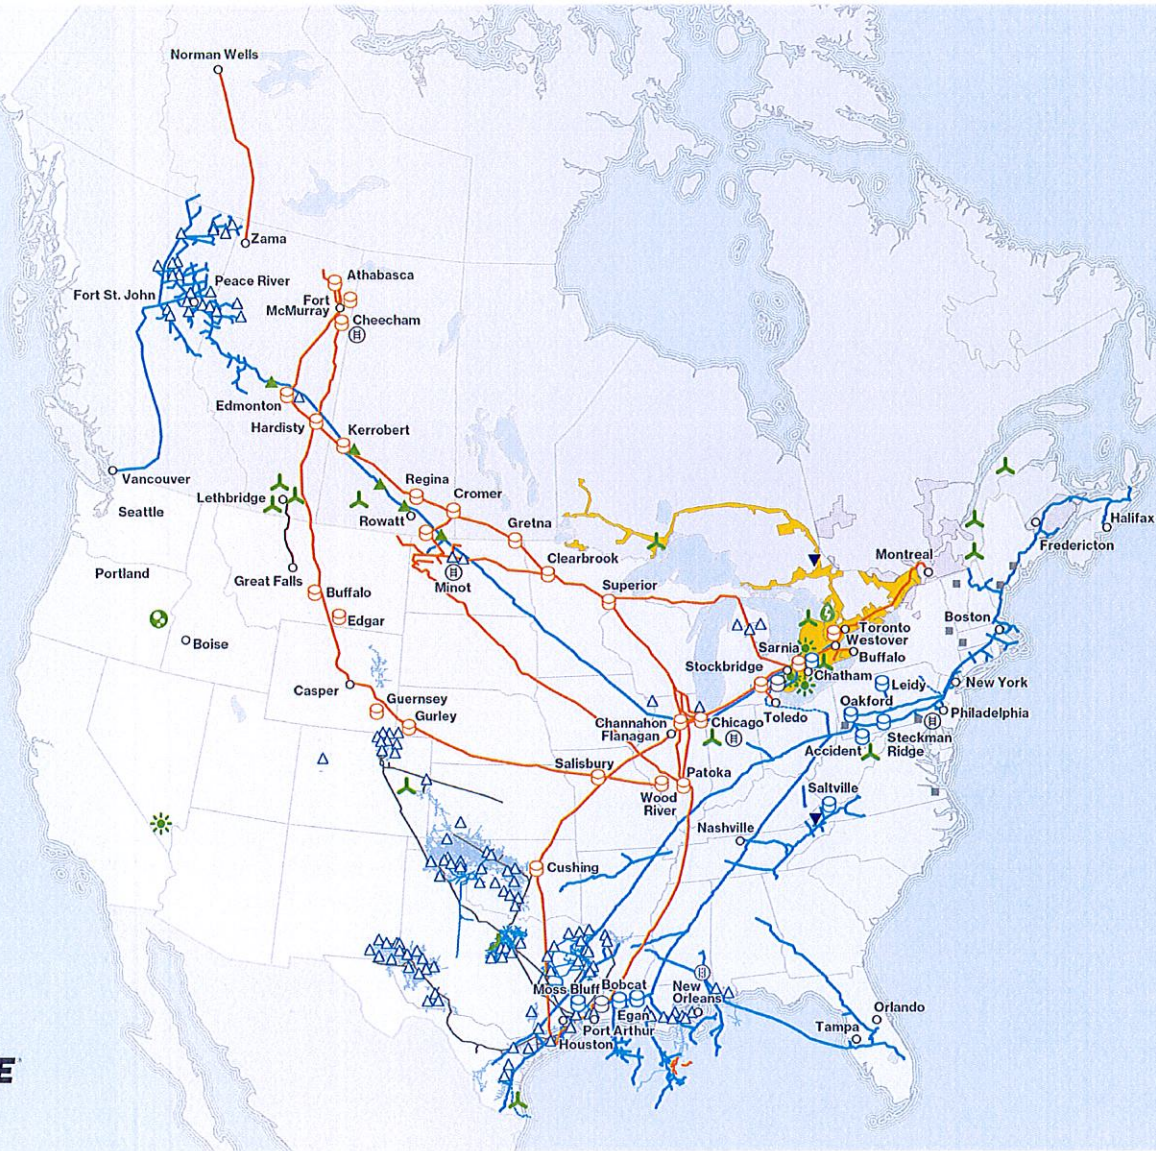 Norman Wells
Zama
Peace River
Fort St. John
Athabasca
Fort
McMurray
Cheecham
Edmonton
Hardisty
Kerrobert
Vancouver
Seattle
Lethbridge
Regina
Cromer
Rowatt
Gretna
Clearbrook
Portland
Great Falls
Minot
Superior
Montreal
Halifax
Fredericton
Buffalo
Edgar
Boise
Boston
Toronto
Westover
Buffalo
Sarnia
Stockbridge
Chatham
Leidy
New York
Casper
Guernsey
Gurley
Channahon
Flanagan
Chicago
Toledo
Oakford
Philadelphia
Accident
Steckman
Ridge
Salisbury
Patoka
Wood
River
Saltville
Nashville
Cushing
Moss Bluff
Bobcat
New
Orleans
Egan
Port Arthur
Houston
Orlando
Tampa
E